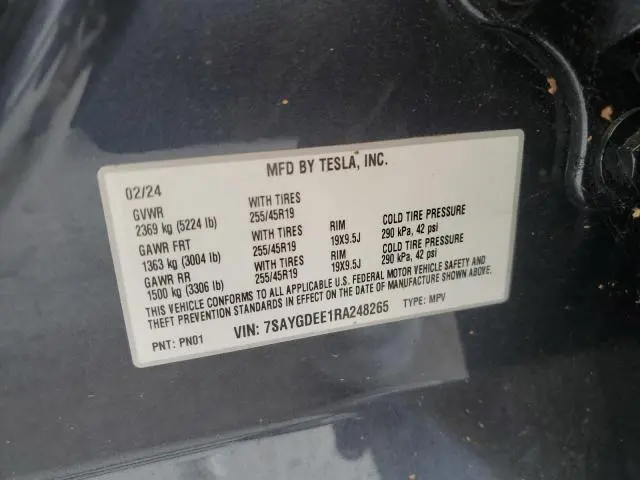 MFD BY TESLA, INC.
02/24
GVWR WITH TIRES
2369 kg (5224 lb) 255/45R19
GAWR FRT WITH TIRES RIM COLD TIRE PRESSURE
1363 kg (3004 lb) 255/45R19 19X9.5J 290 kPa, 42 psi
GAWR RR WITH TIRES RIM COLD TIRE PRESSURE
1500 kg (3306 lb) 255/45R19 19X9.5J 290 kPa, 42 psi
THIS VEHICLE CONFORMS TO ALL APPLICABLE U.S. FEDERAL MOTOR VEHICLE SAFETY AND
THEFT PREVENTION STANDARDS IN EFFECT ON THE DATE OF MANUFACTURE SHOWN ABOVE.
PNT: PN01 VIN: 7SAYGDEE1RA248265 TYPE: MPV